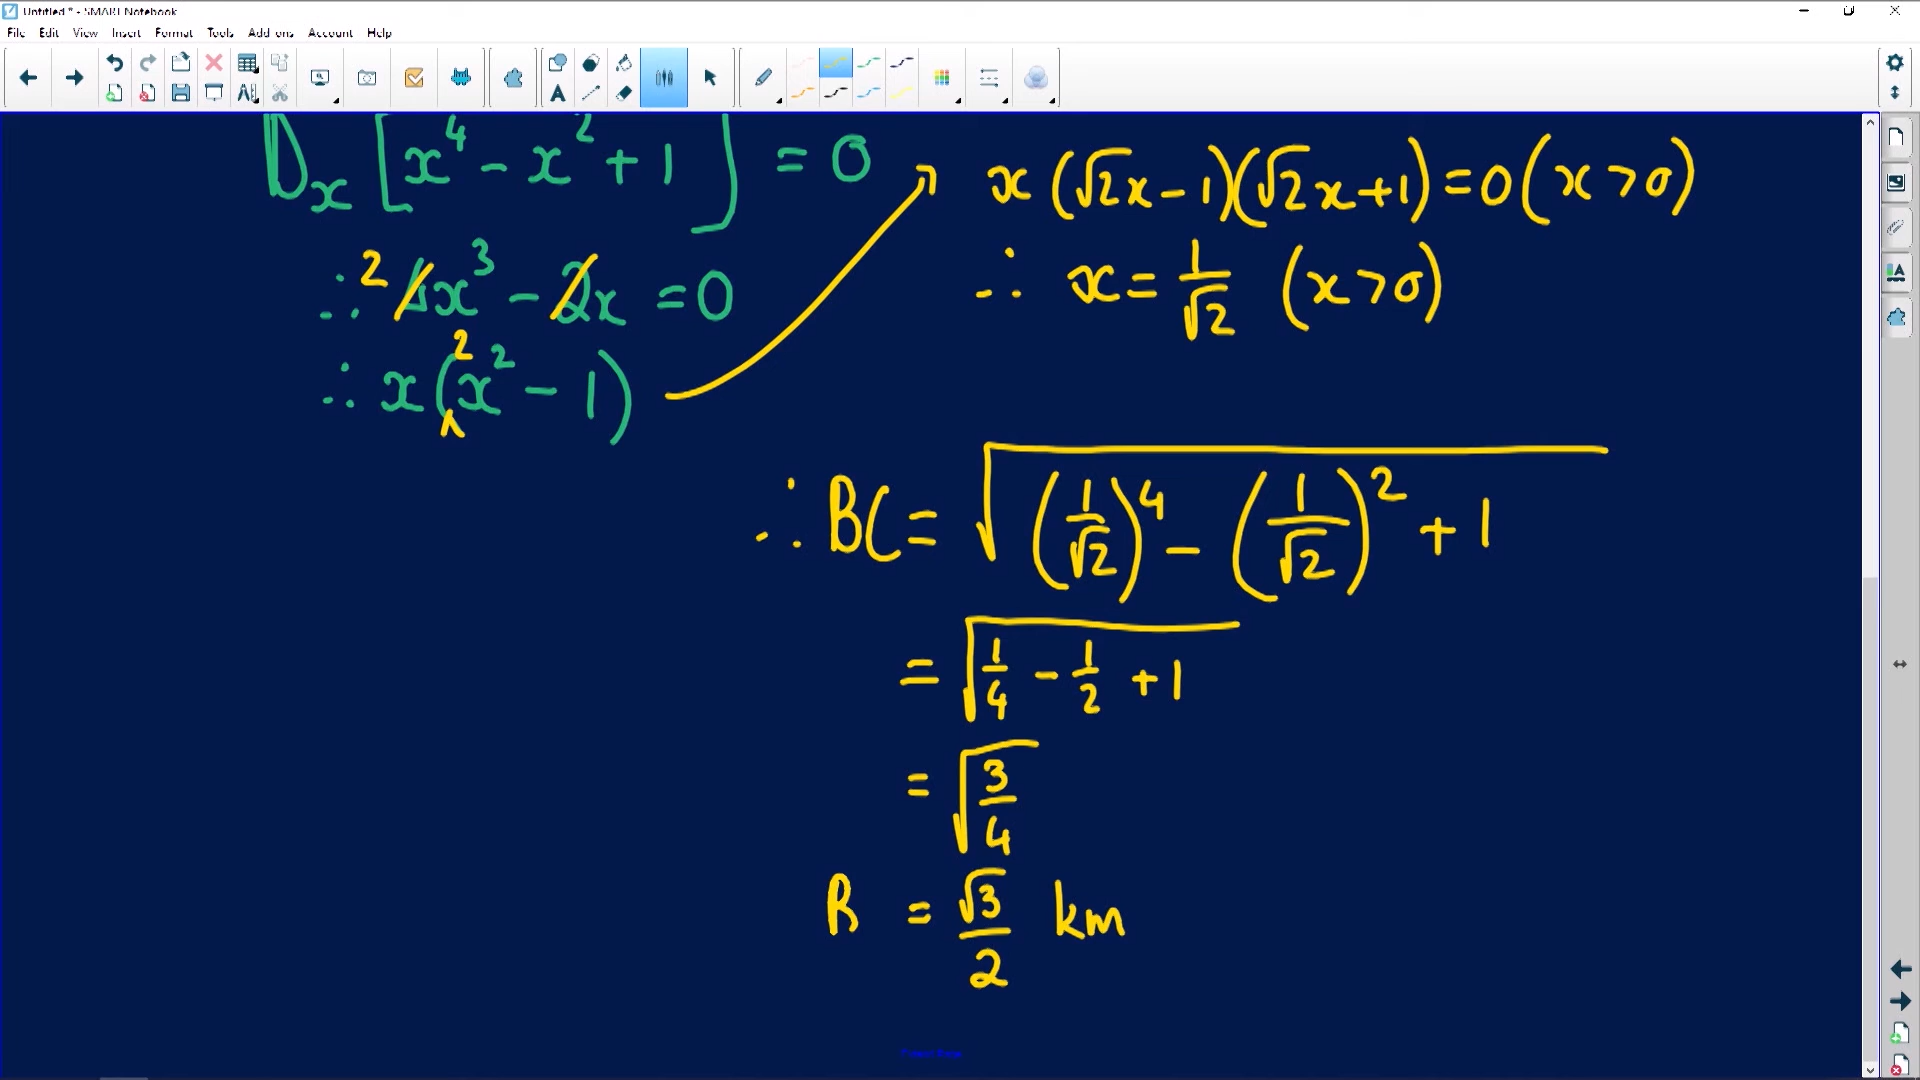 Untitled * - SMART Notebook
File Edit View Insert Format Tools Add-ons Account Help
Dx [x⁴ - x² + 1] = 0
∴ 2 4x³ - 2x = 0
∴ x(2x² - 1)
x(√2x - 1)(√2x + 1) = 0 (x > 0)
∴ x = 1/√2 (x > 0)
∴ BC = √((1/√2)⁴ - (1/√2)² + 1)
= √(1/4 - 1/2 + 1)
= √(3/4)
B = √3/2 km